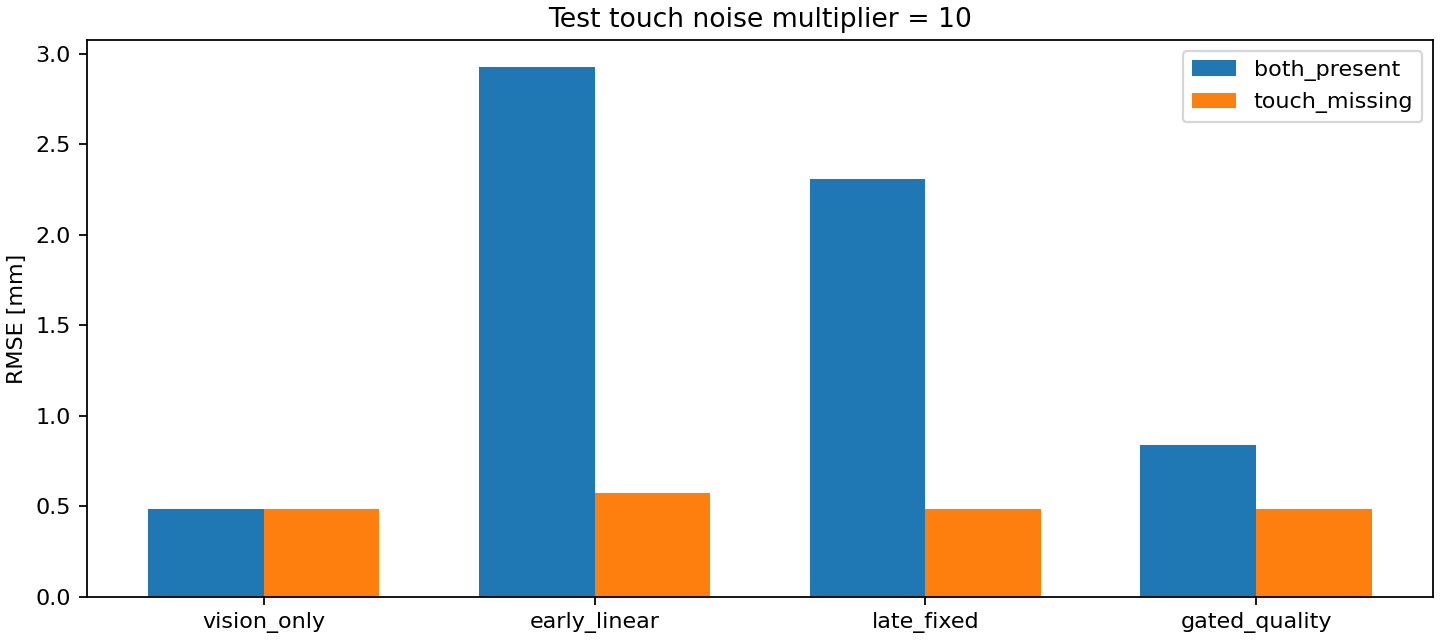 Test touch noise multiplier = 10
both_present
touch_missing
RMSE [mm]
3.0
2.5
2.0
1.5
1.0
0.5
0.0
vision_only
early_linear
late_fixed
gated_quality